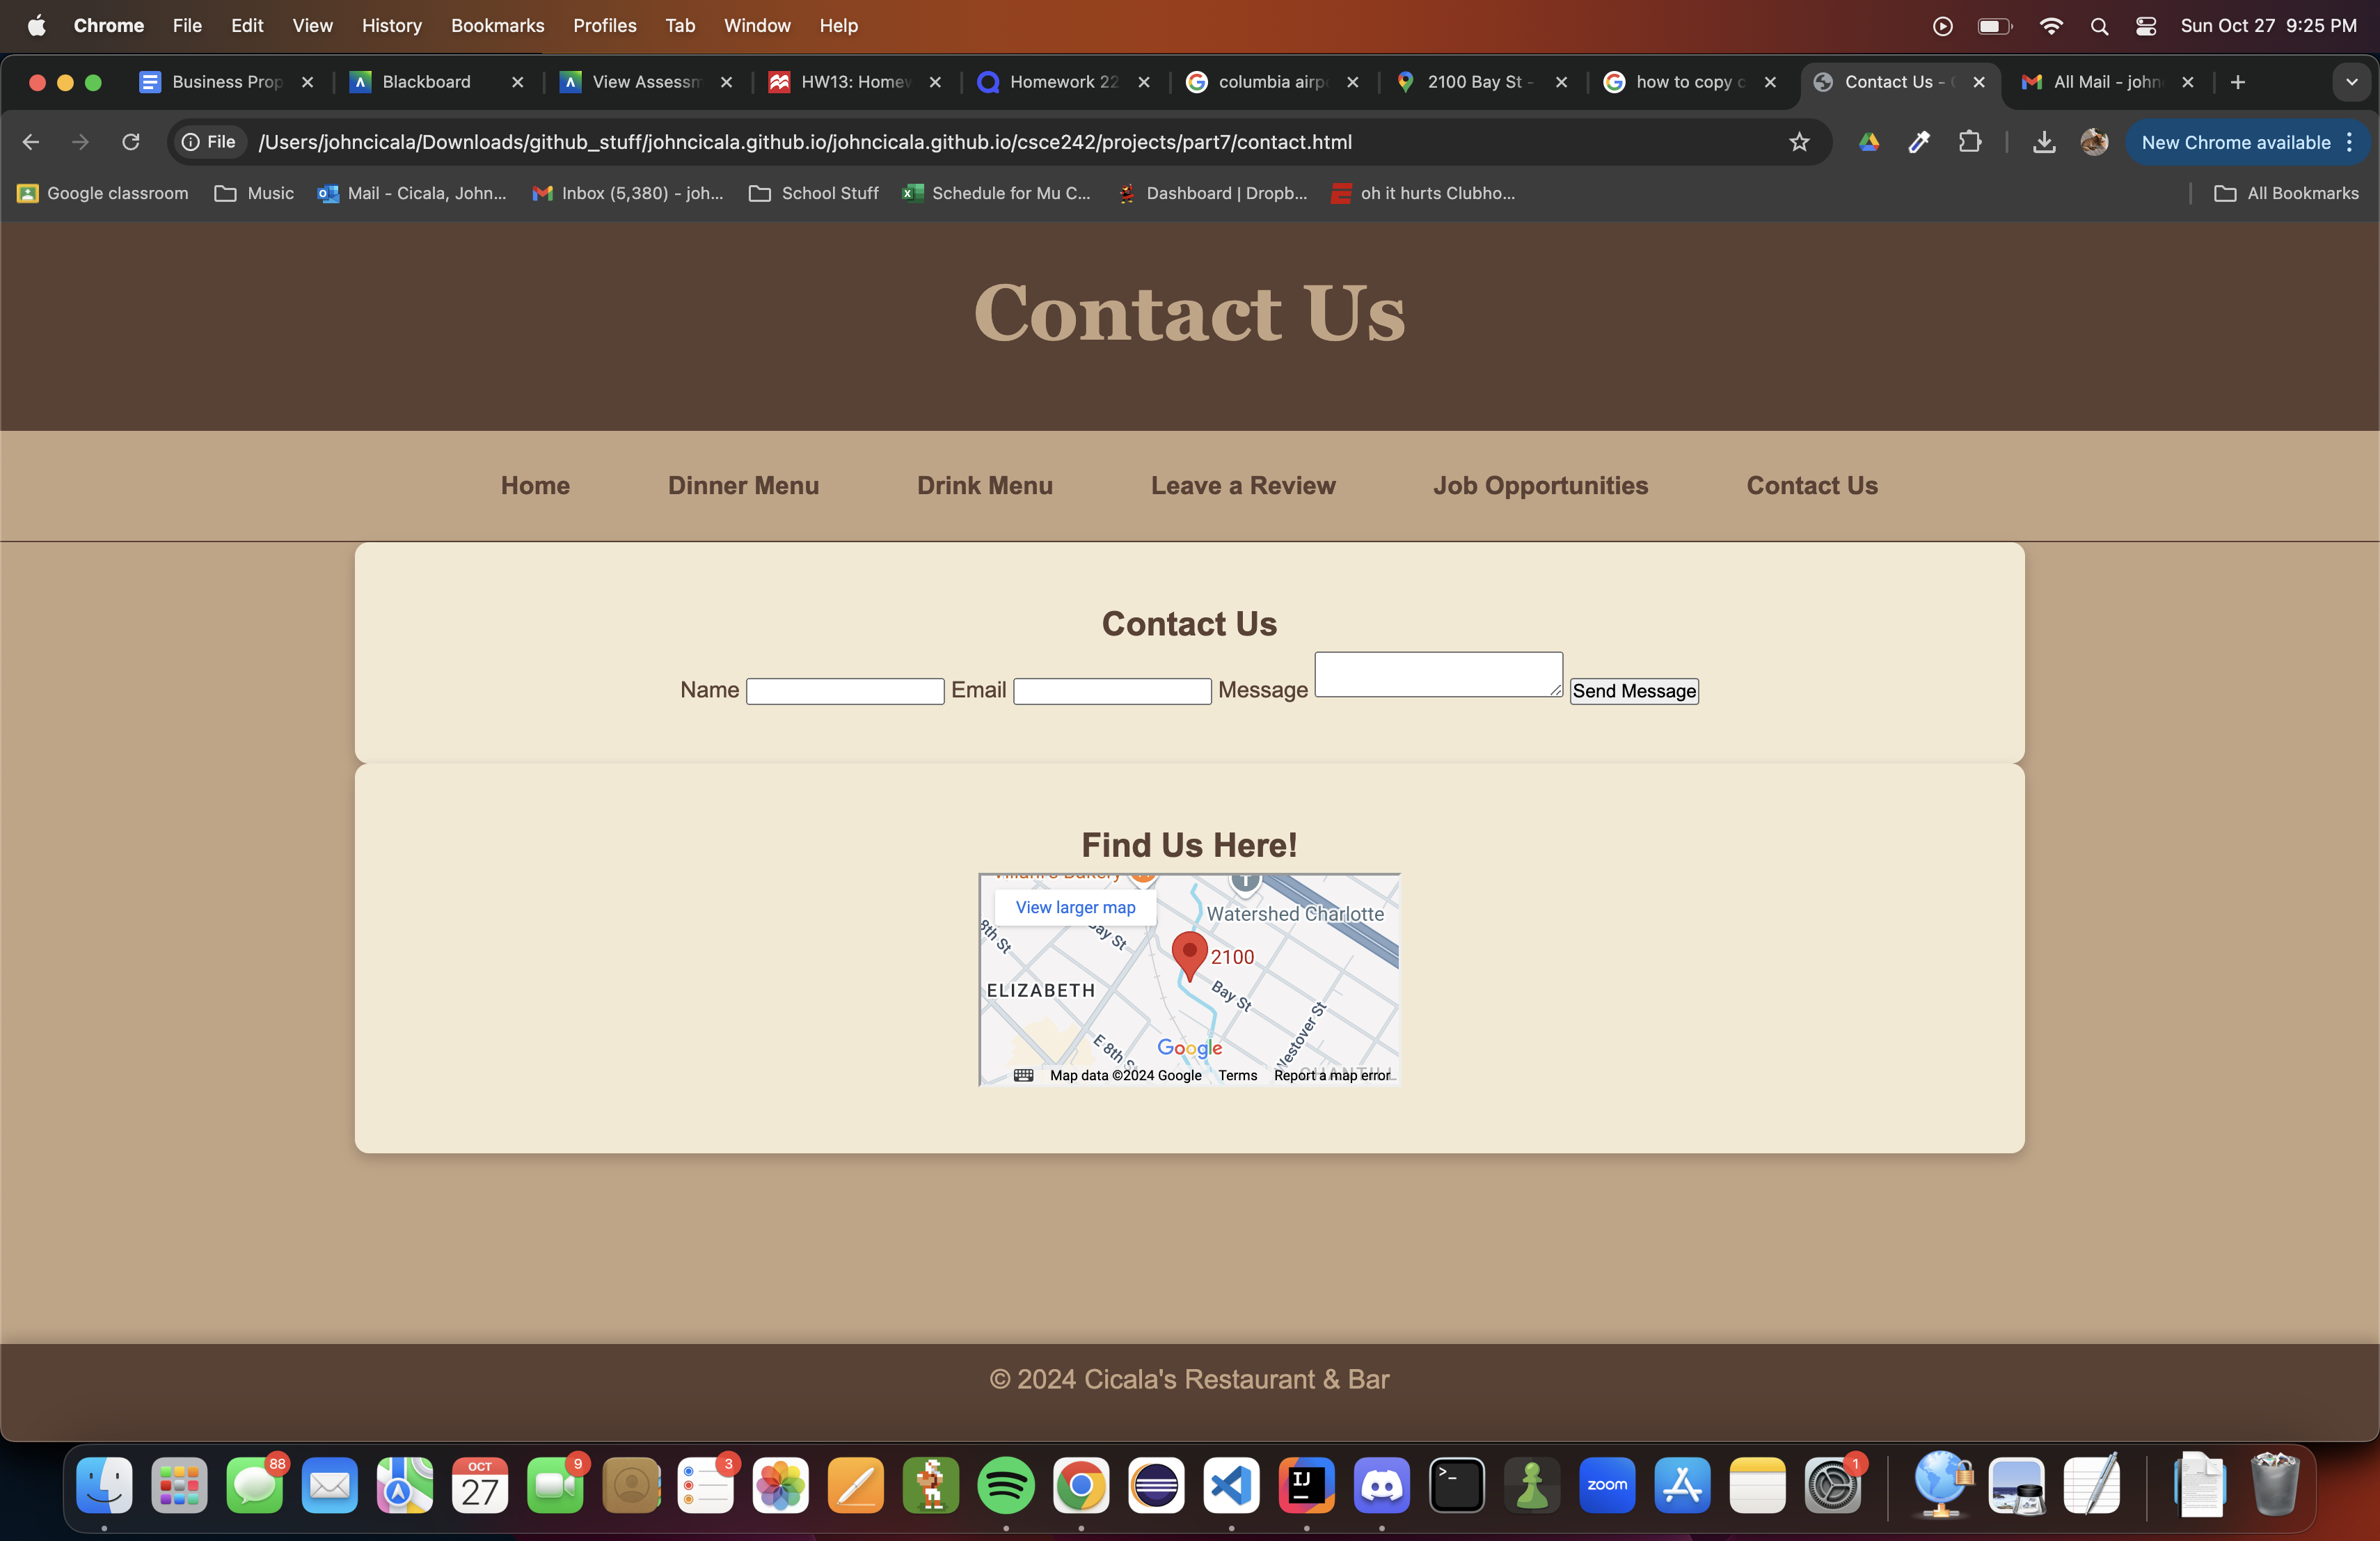 Chrome File Edit View History Bookmarks Profiles Tab Window Help Sun Oct 27 9:25 PM
Business Prop Blackboard View Assessm HW13: Homew Homework 22 columbia airp 2100 Bay St - how to copy c Contact Us - All Mail - john
File /Users/johncicala/Downloads/github_stuff/johncicala.github.io/johncicala.github.io/csce242/projects/part7/contact.html New Chrome available
Google classroom Music Mail - Cicala, John... Inbox (5,380) - joh... School Stuff Schedule for Mu C... Dashboard | Dropb... oh it hurts Clubho... All Bookmarks
Contact Us
Home Dinner Menu Drink Menu Leave a Review Job Opportunities Contact Us
Contact Us
Name Email Message Send Message
Find Us Here!
View larger map
Watershed Charlotte
8th St
Bay St
2100
ELIZABETH
Bay St
Westover St
E 8th S
Google
Map data ©2024 Google Terms Report a map error
© 2024 Cicala's Restaurant & Bar
88 OCT 27 9 3 IJ zoom 1